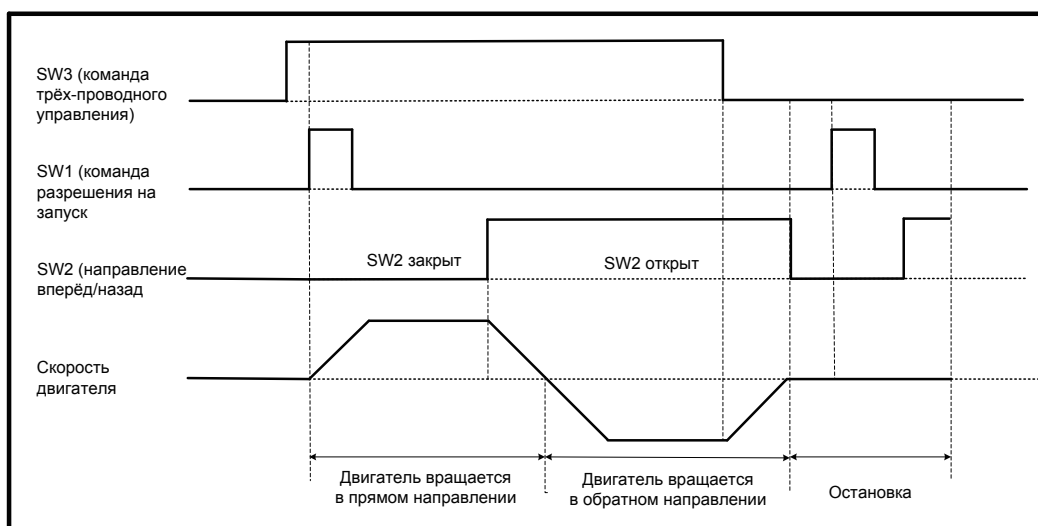 SW3 (команда
трёх-проводного
управления)
SW1 (команда
разрешения на
запуск
SW2 (направление
вперёд/назад
SW2 закрыт
SW2 открыт
Скорость
двигателя
Двигатель вращается
в прямом направлении
Двигатель вращается
в обратном направлении
Остановка